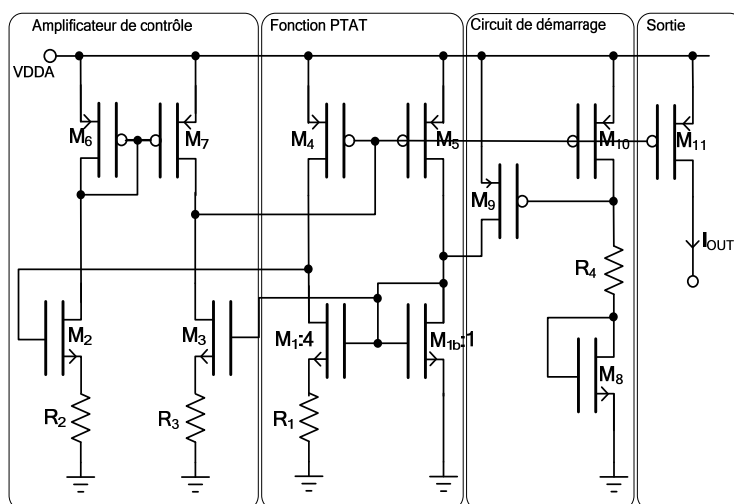 Amplificateur de contrôle
Fonction PTAT
Circuit de démarrage
Sortie
VDDA
M6
M7
M4
M5
M10
M11
M9
IOUT
R4
M2
M3
M1:4
M1b:1
M8
R2
R3
R1